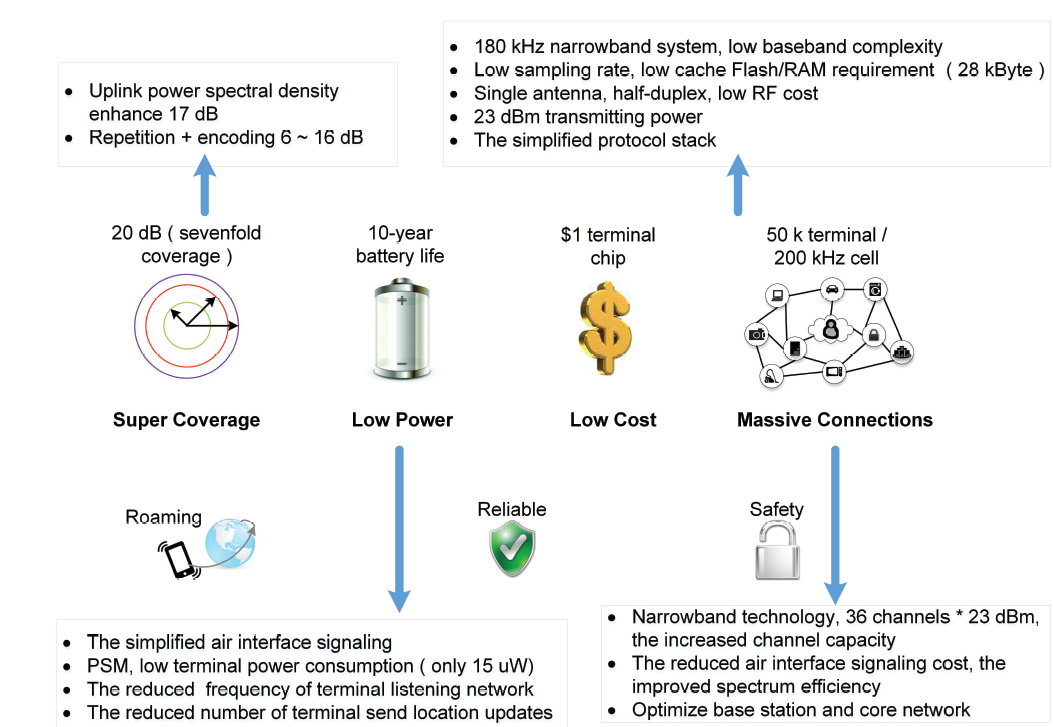 • 180 kHz narrowband system, low baseband complexity
• Low sampling rate, low cache Flash/RAM requirement ( 28 kByte )
• Single antenna, half-duplex, low RF cost
• 23 dBm transmitting power
• The simplified protocol stack
• Uplink power spectral density
enhance 17 dB
• Repetition + encoding 6 ~ 16 dB
20 dB ( sevenfold
coverage )
10-year
battery life
$1 terminal
chip
50 k terminal /
200 kHz cell
Super Coverage
Low Power
Low Cost
Massive Connections
Roaming
Reliable
Safety
• The simplified air interface signaling
• PSM, low terminal power consumption ( only 15 uW)
• The reduced frequency of terminal listening network
• The reduced number of terminal send location updates
• Narrowband technology, 36 channels * 23 dBm,
the increased channel capacity
• The reduced air interface signaling cost, the
improved spectrum efficiency
• Optimize base station and core network